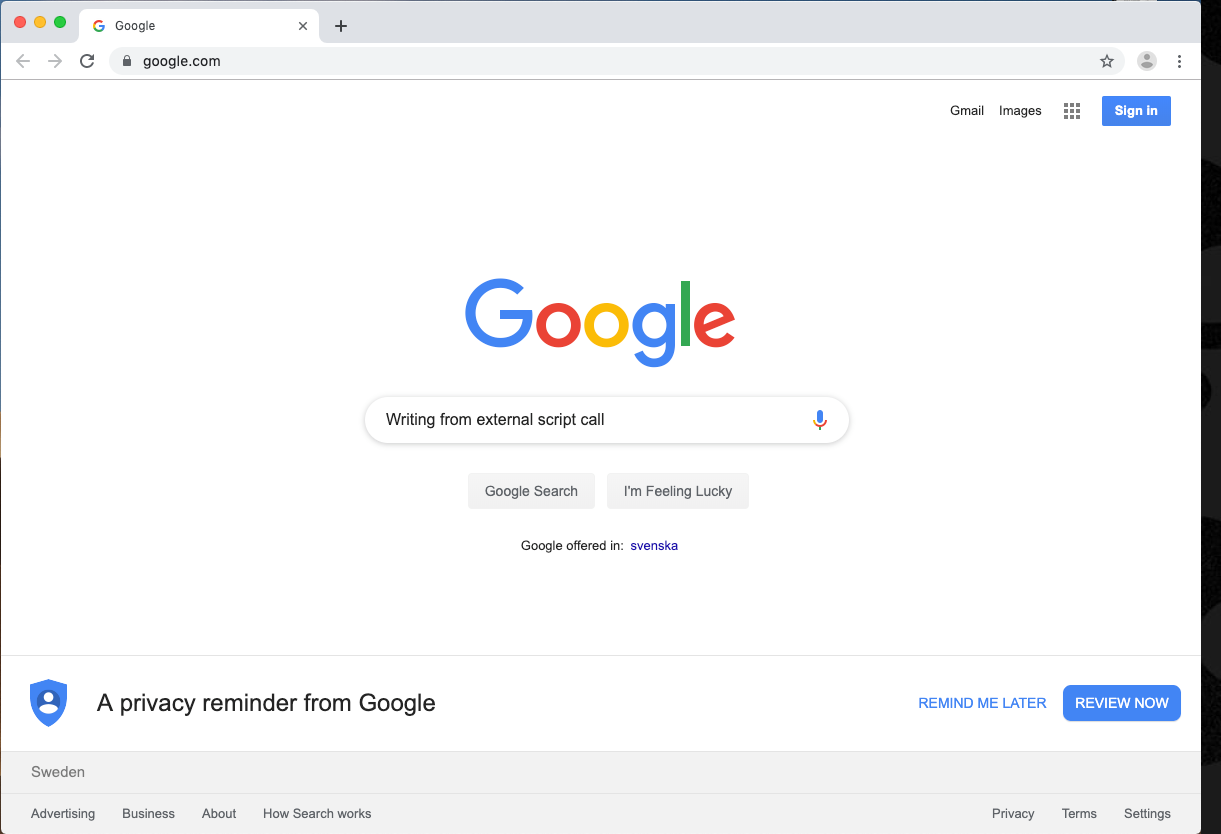 Google
google.com
Gmail Images Sign in
Google
Writing from external script call
Google Search I'm Feeling Lucky
Google offered in: svenska
A privacy reminder from Google REMIND ME LATER REVIEW NOW
Sweden
Advertising Business About How Search works Privacy Terms Settings